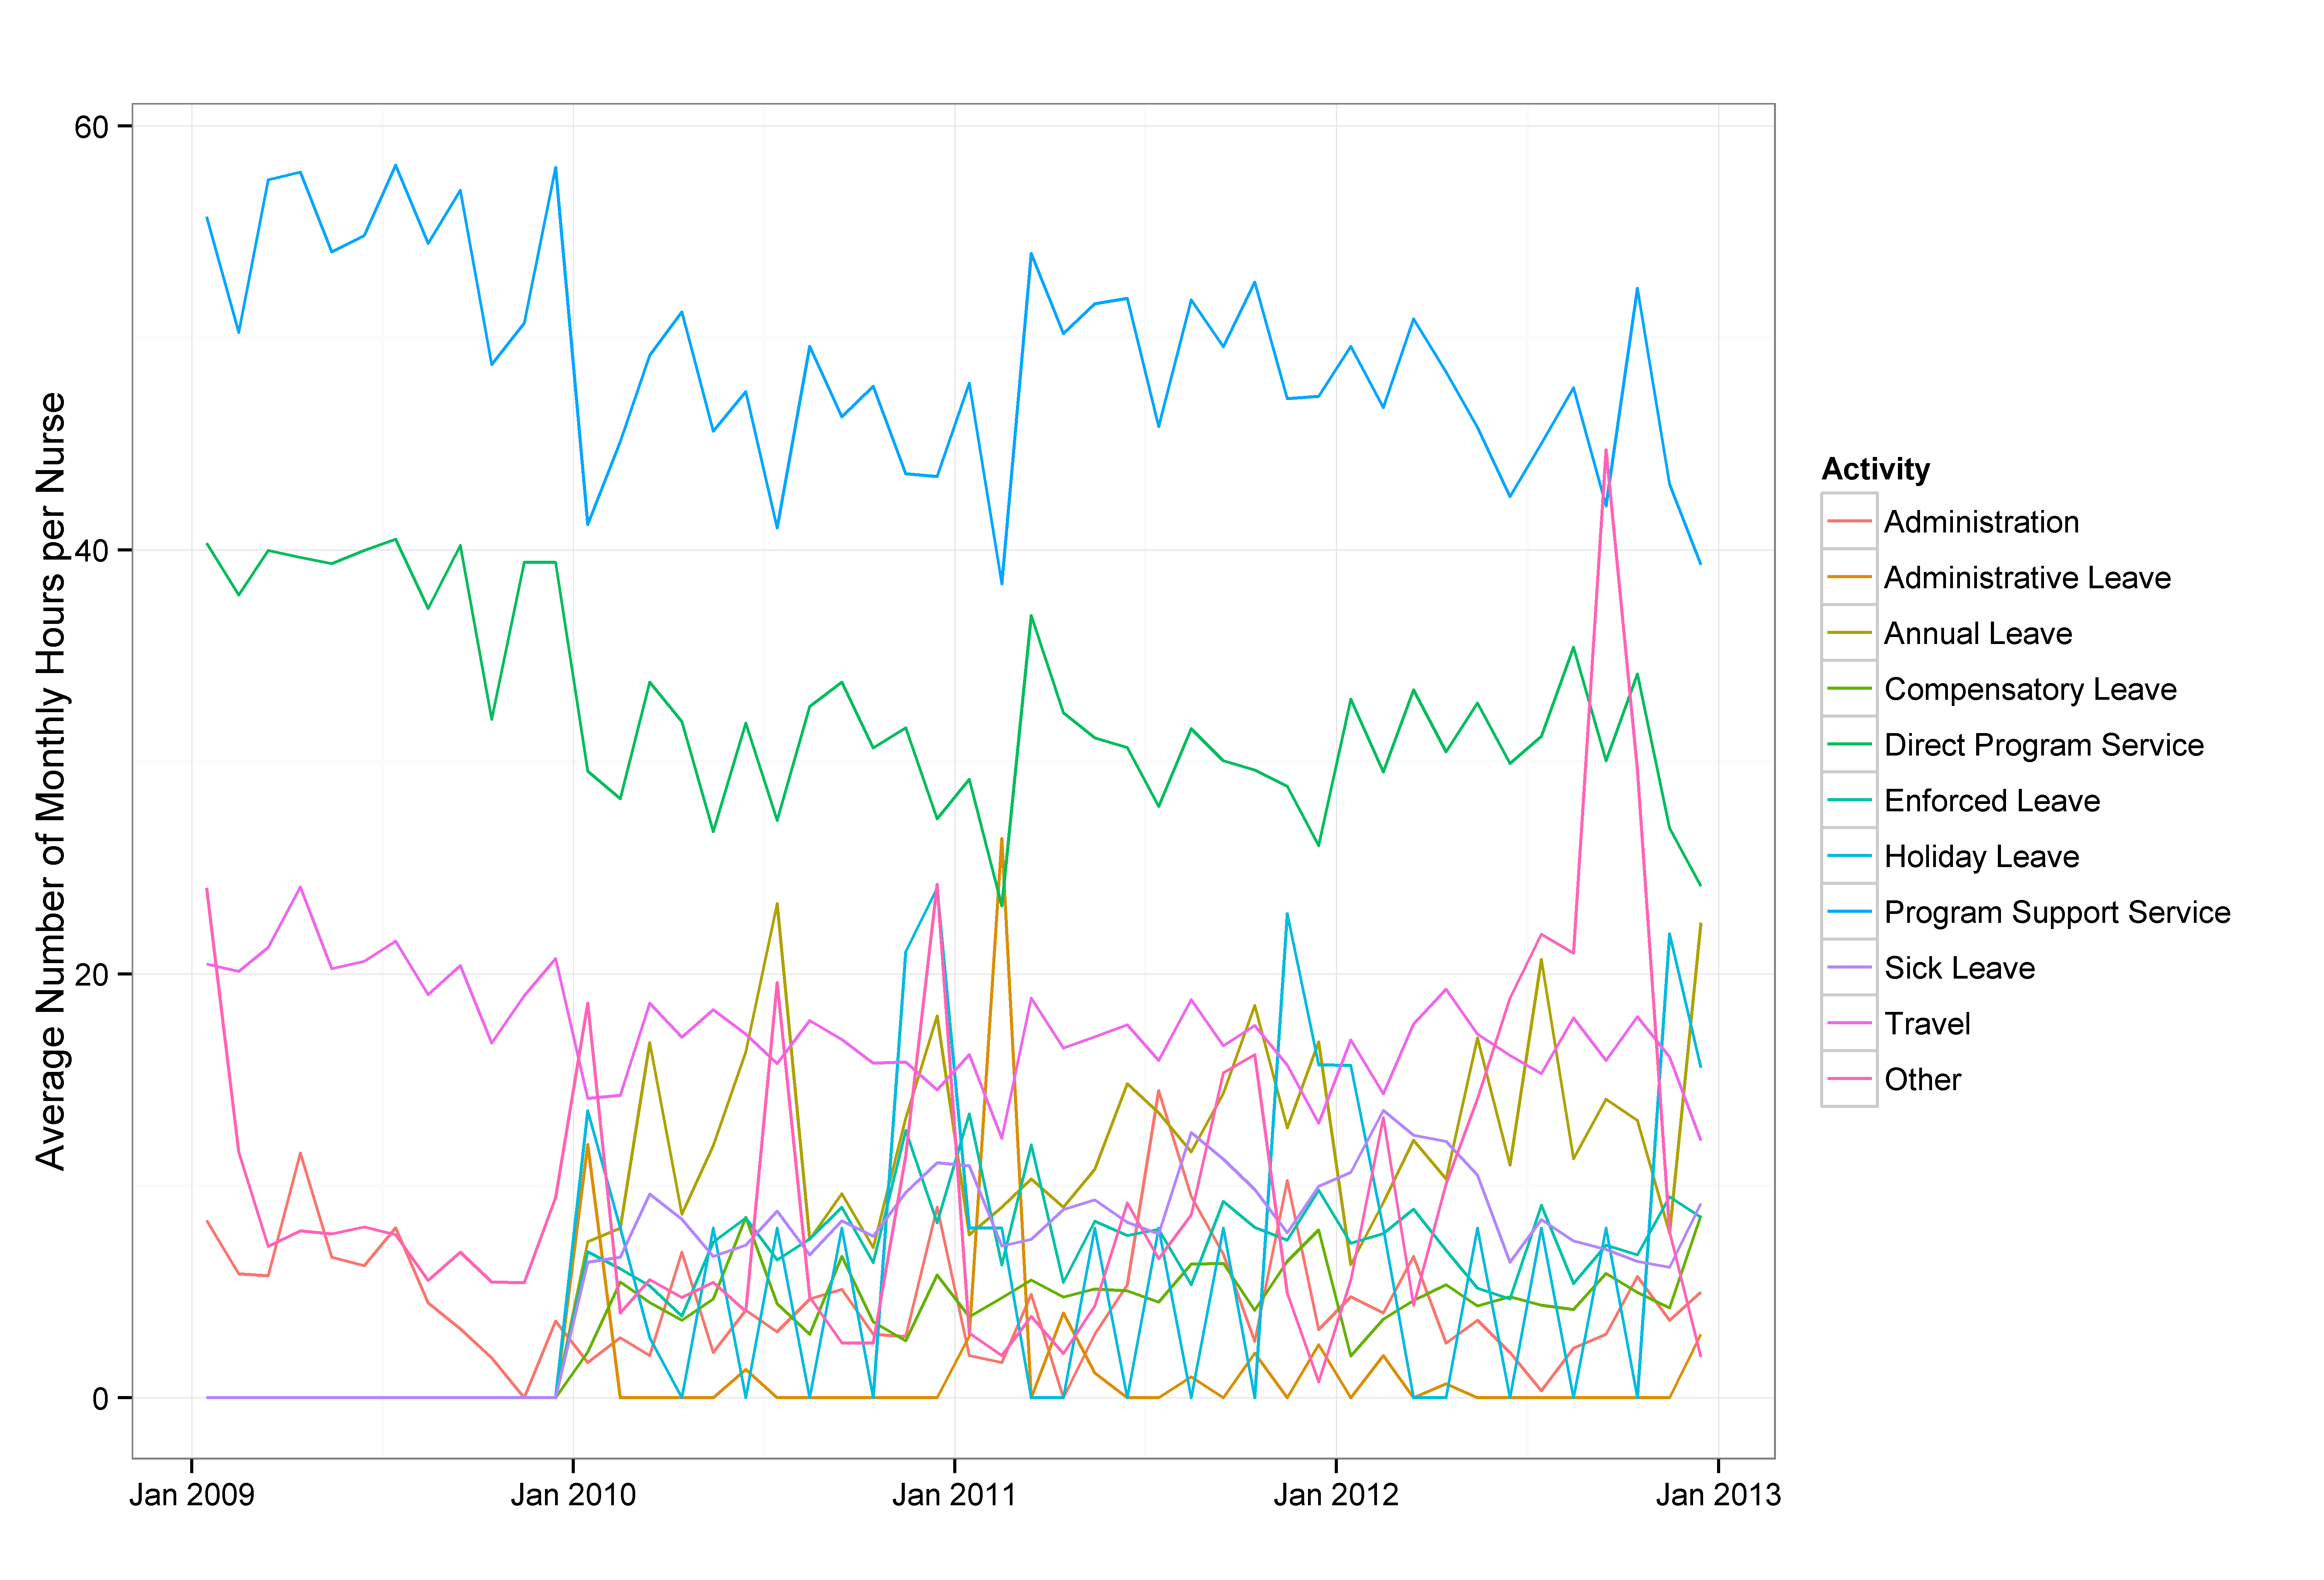 Average Number of Monthly Hours per Nurse
60
40
20
0
Jan 2009
Jan 2010
Jan 2011
Jan 2012
Jan 2013
Activity
Administration
Administrative Leave
Annual Leave
Compensatory Leave
Direct Program Service
Enforced Leave
Holiday Leave
Program Support Service
Sick Leave
Travel
Other